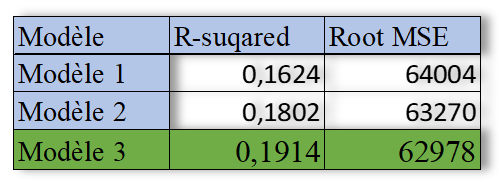 Modèle R-suqared Root MSE
Modèle 1 0,1624 64004
Modèle 2 0,1802 63270
Modèle 3 0,1914 62978